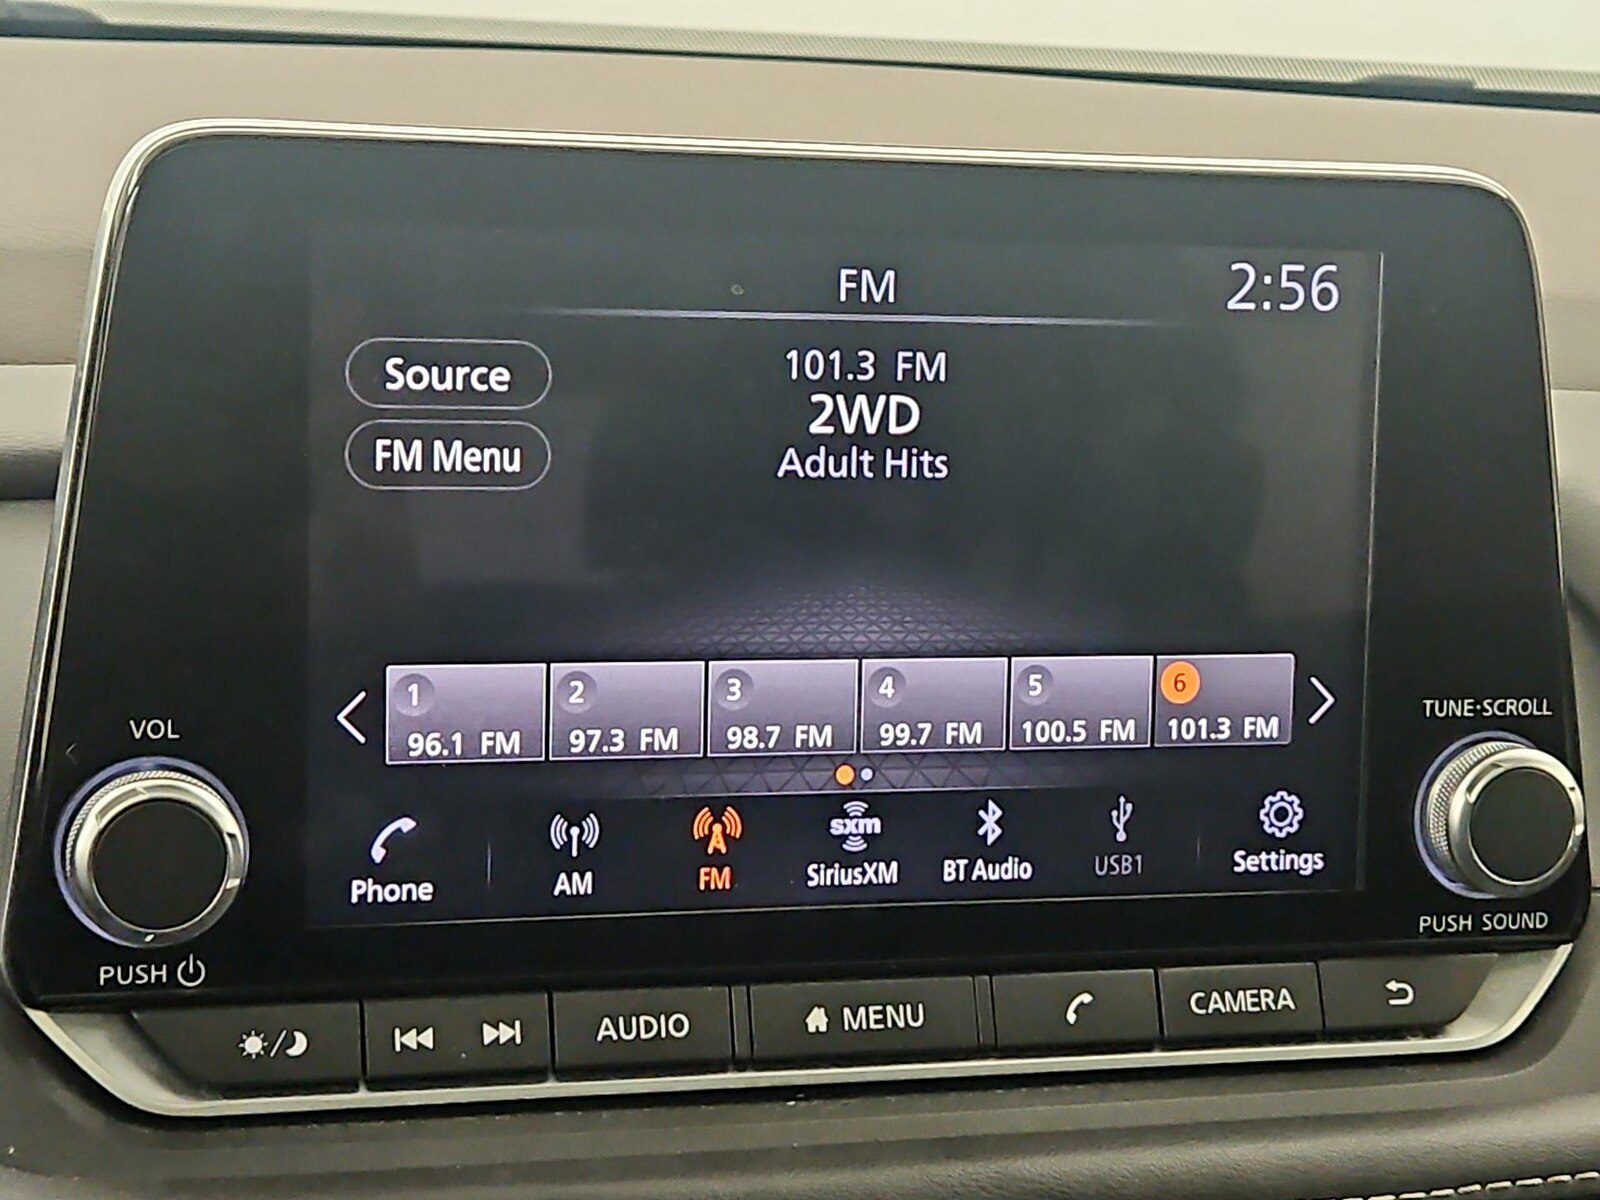 FM
2:56
Source
101.3 FM
2WD
FM Menu
Adult Hits
1
2
3
4
5
6
96.1 FM
97.3 FM
98.7 FM
99.7 FM
100.5 FM
101.3 FM
VOL
TUNE·SCROLL
Phone
AM
FM
sxm
SiriusXM
BT Audio
USB1
Settings
PUSH
PUSH SOUND
AUDIO
MENU
CAMERA